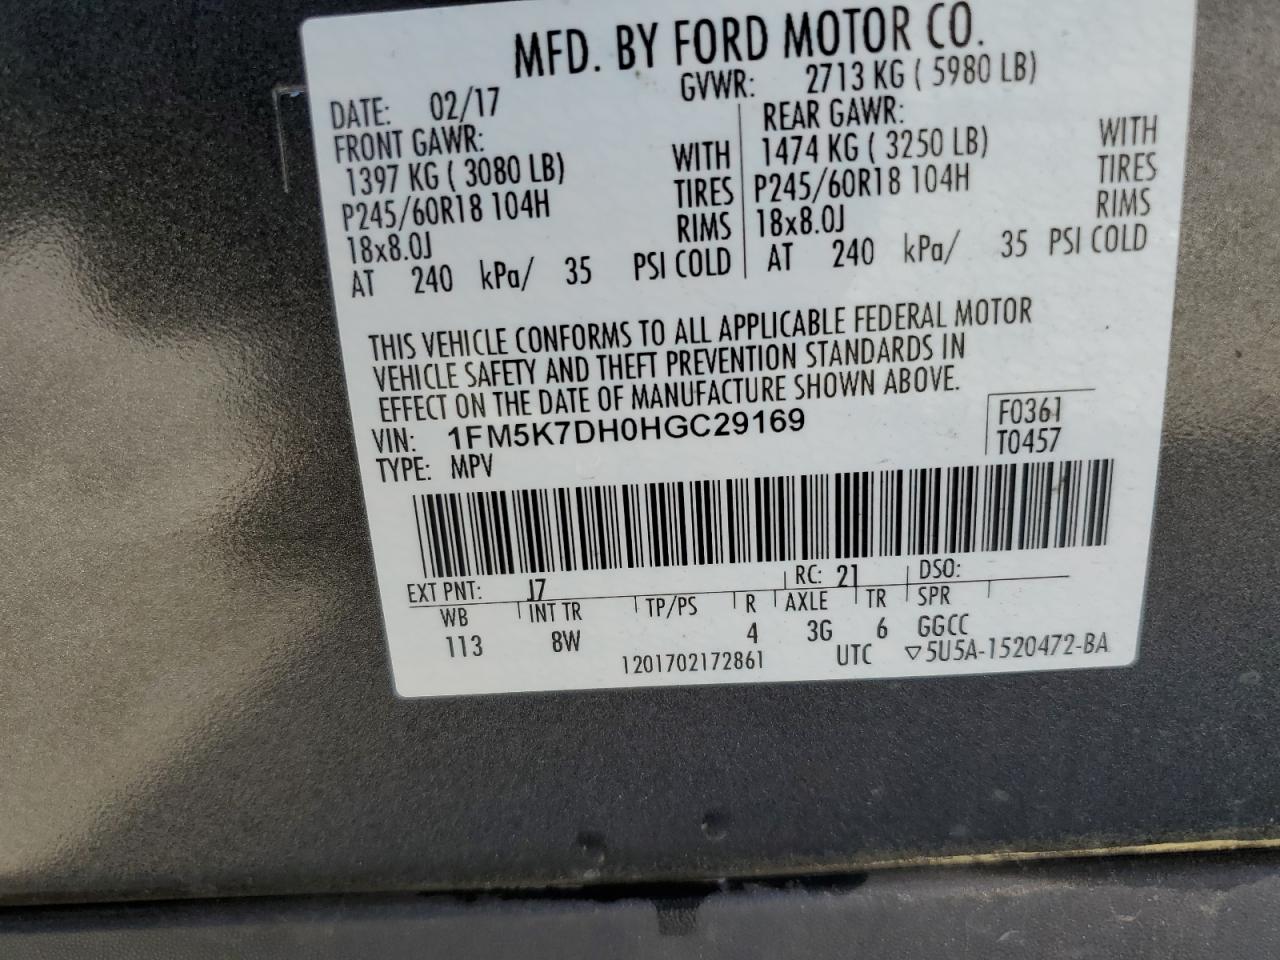 MFD. BY FORD MOTOR CO.
DATE: 02/17 GVWR: 2713 KG ( 5980 LB)
FRONT GAWR: REAR GAWR:
1397 KG ( 3080 LB) WITH 1474 KG ( 3250 LB) WITH
P245/60R18 104H TIRES P245/60R18 104H TIRES
18x8.0J RIMS 18x8.0J RIMS
AT 240 kPa/ 35 PSI COLD AT 240 kPa/ 35 PSI COLD
THIS VEHICLE CONFORMS TO ALL APPLICABLE FEDERAL MOTOR
VEHICLE SAFETY AND THEFT PREVENTION STANDARDS IN
EFFECT ON THE DATE OF MANUFACTURE SHOWN ABOVE.
VIN: 1FM5K7DH0HGC29169 F0361
TYPE: MPV T0457
EXT PNT: J7 RC: 21 DSO:
WB INT TR TP/PS R AXLE TR SPR
113 8W 4 3G 6 GGCC
1201702172861 UTC ▽5U5A-1520472-BA